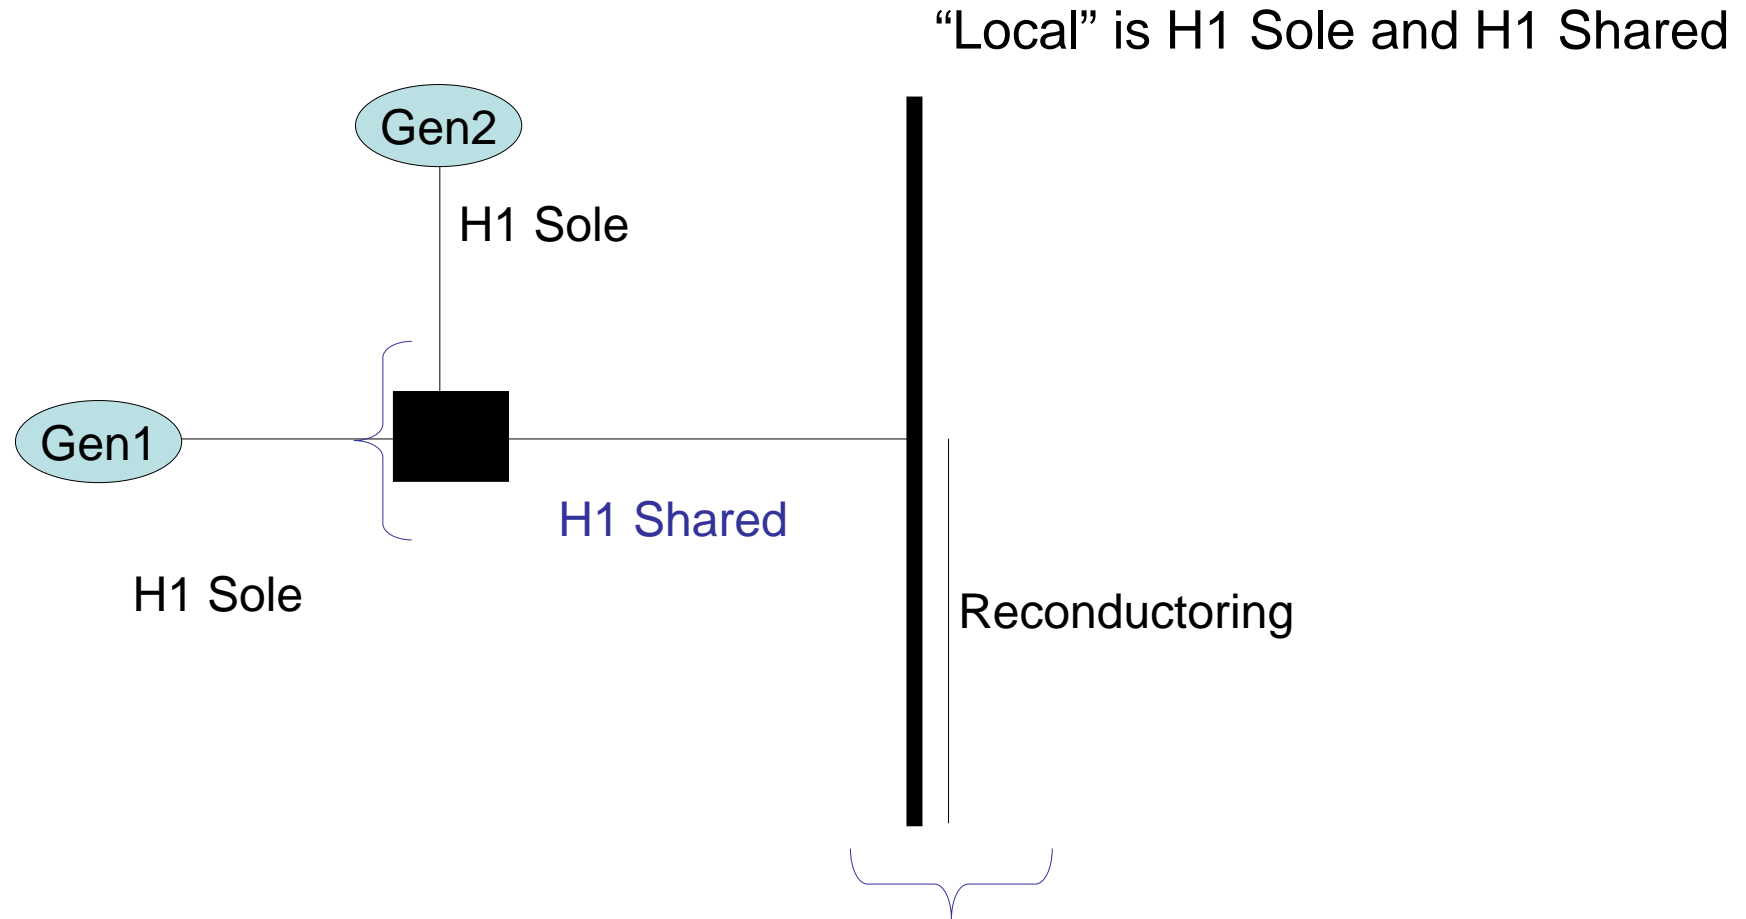 “Local” is H1 Sole and H1 Shared
Gen2
H1 Sole
Gen1
H1 Shared
H1 Sole
Reconductoring